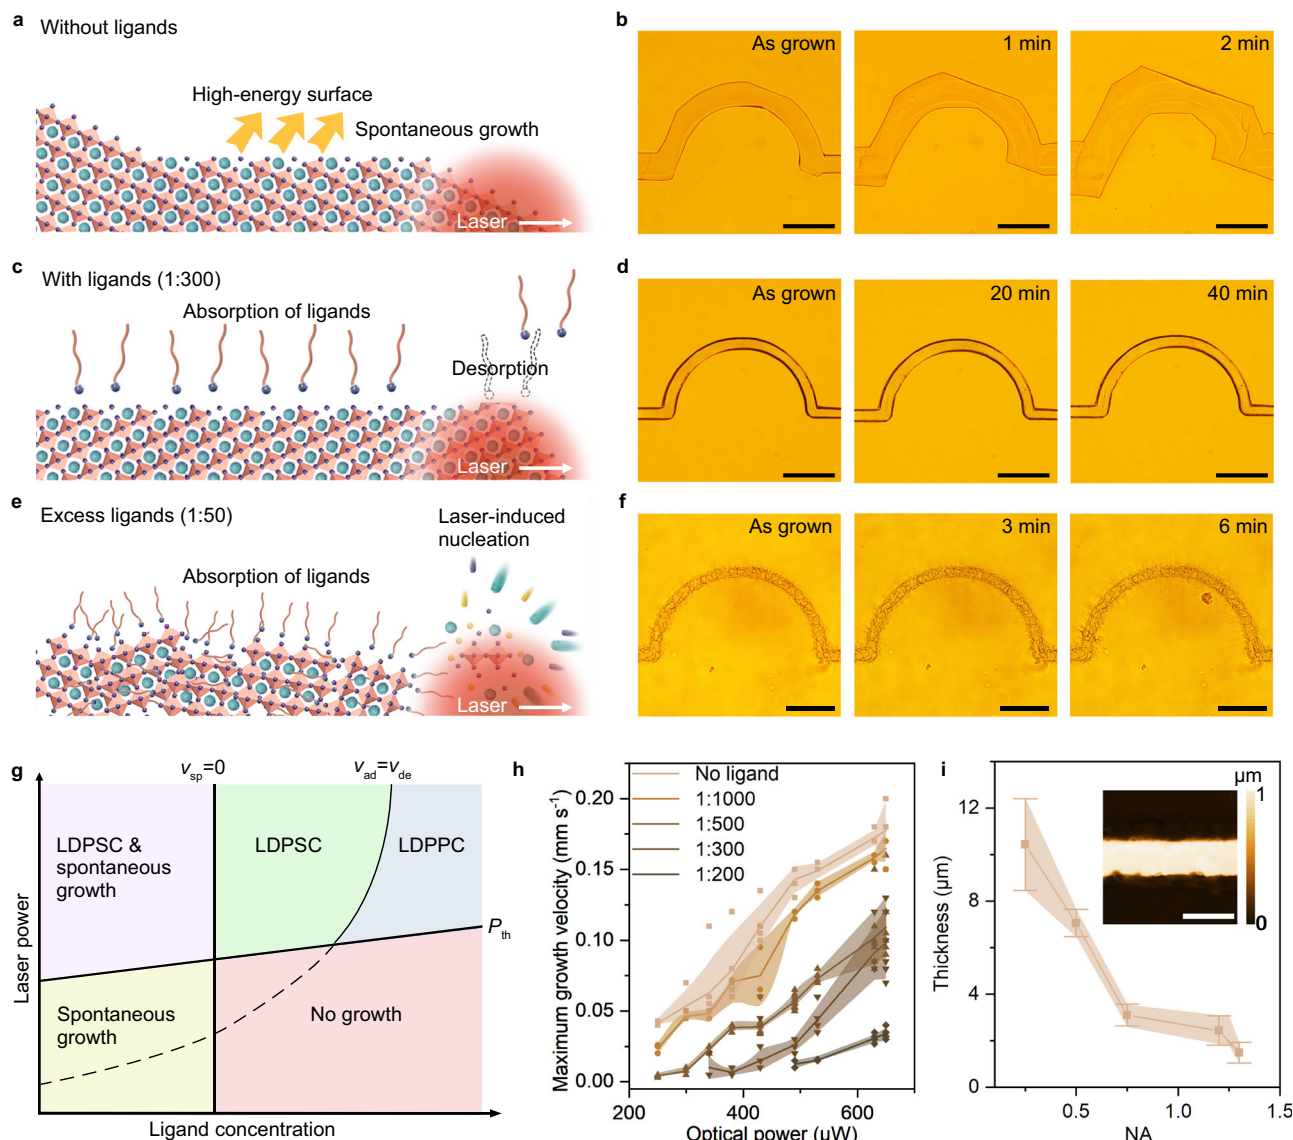 a Without ligands
High-energy surface
Spontaneous growth
Laser
b As grown
1 min
2 min
c With ligands (1:300)
Absorption of ligands
Desorption
Laser
d As grown
20 min
40 min
e Excess ligands (1:50)
Laser-induced
nucleation
Absorption of ligands
Laser
f As grown
3 min
6 min
g
v_sp=0
v_ad=v_de
LDPSC &
spontaneous
growth
LDPSC
LDPPC
P_th
Spontaneous
growth
No growth
Laser power
Ligand concentration
h
No ligand
1:1000
1:500
1:300
1:200
0.20
0.15
0.10
0.05
0.00
200
400
600
Maximum growth velocity (mm s⁻¹)
Optical power (µW)
i
µm
1
0
12
8
4
0
0.5
1.0
1.5
Thickness (µm)
NA